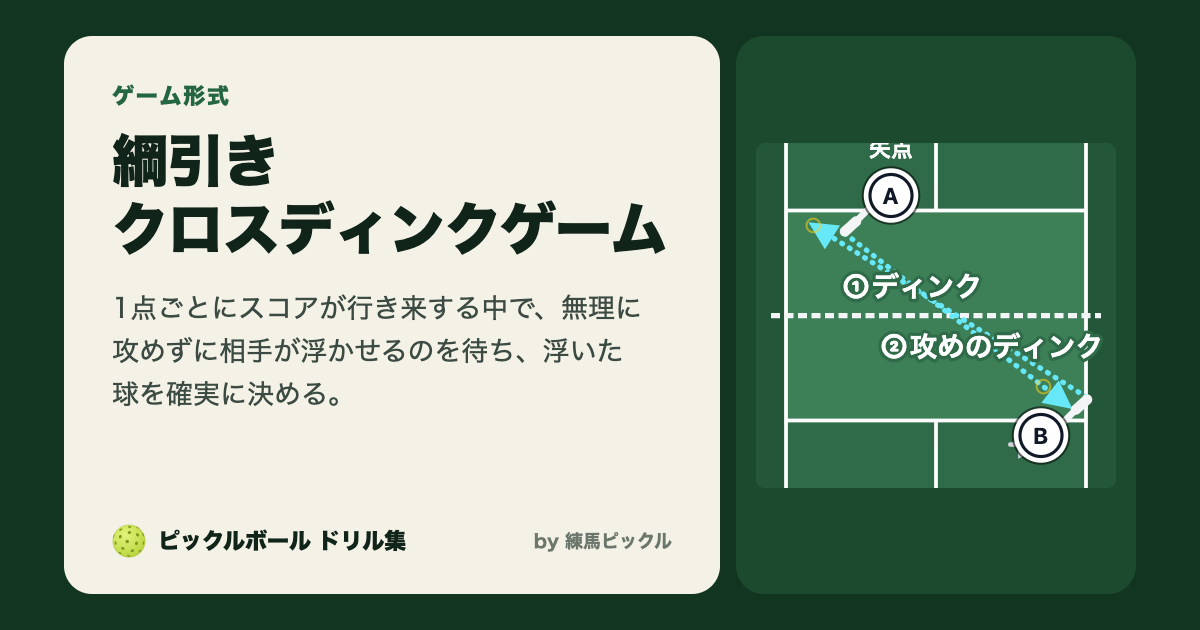 ゲーム形式
綱引き
クロスディンクゲーム
1点ごとにスコアが行き来する中で、無理に
攻めずに相手が浮かせるのを待ち、浮いた
球を確実に決める。
ピックルボール ドリル集
by 練馬ピックル
失点
A
①ディンク
②攻めのディンク
B